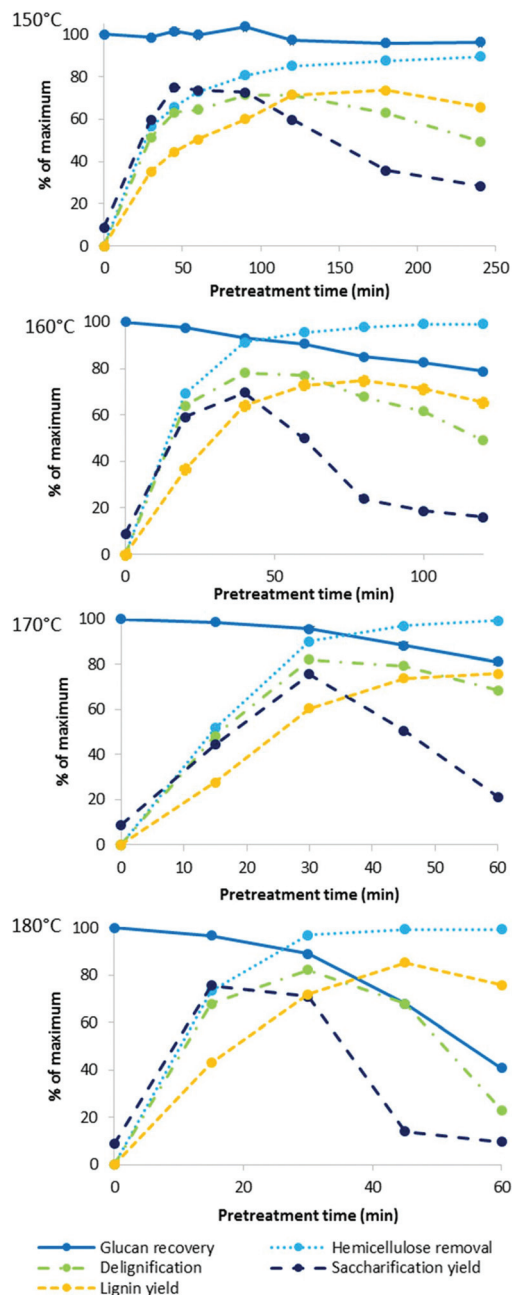 150°C
100
80
60
40
20
0
% of maximum
0 50 100 150 200 250
Pretreatment time (min)
160°C
100
80
60
40
20
0
% of maximum
0 50 100
Pretreatment time (min)
170°C
100
80
60
40
20
0
% of maximum
0 10 20 30 40 50 60
Pretreatment time (min)
180°C
100
80
60
40
20
0
% of maximum
0 20 40 60
Pretreatment time (min)
Glucan recovery Hemicellulose removal
Delignification Saccharification yield
Lignin yield